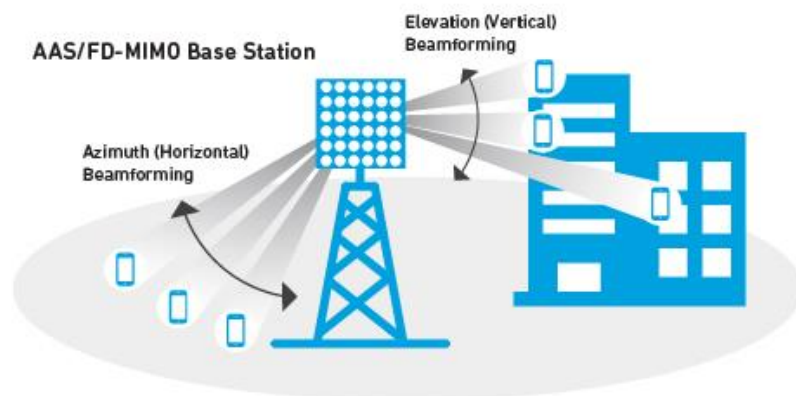 AAS/FD-MIMO Base Station
Elevation (Vertical)
Beamforming
Azimuth (Horizontal)
Beamforming